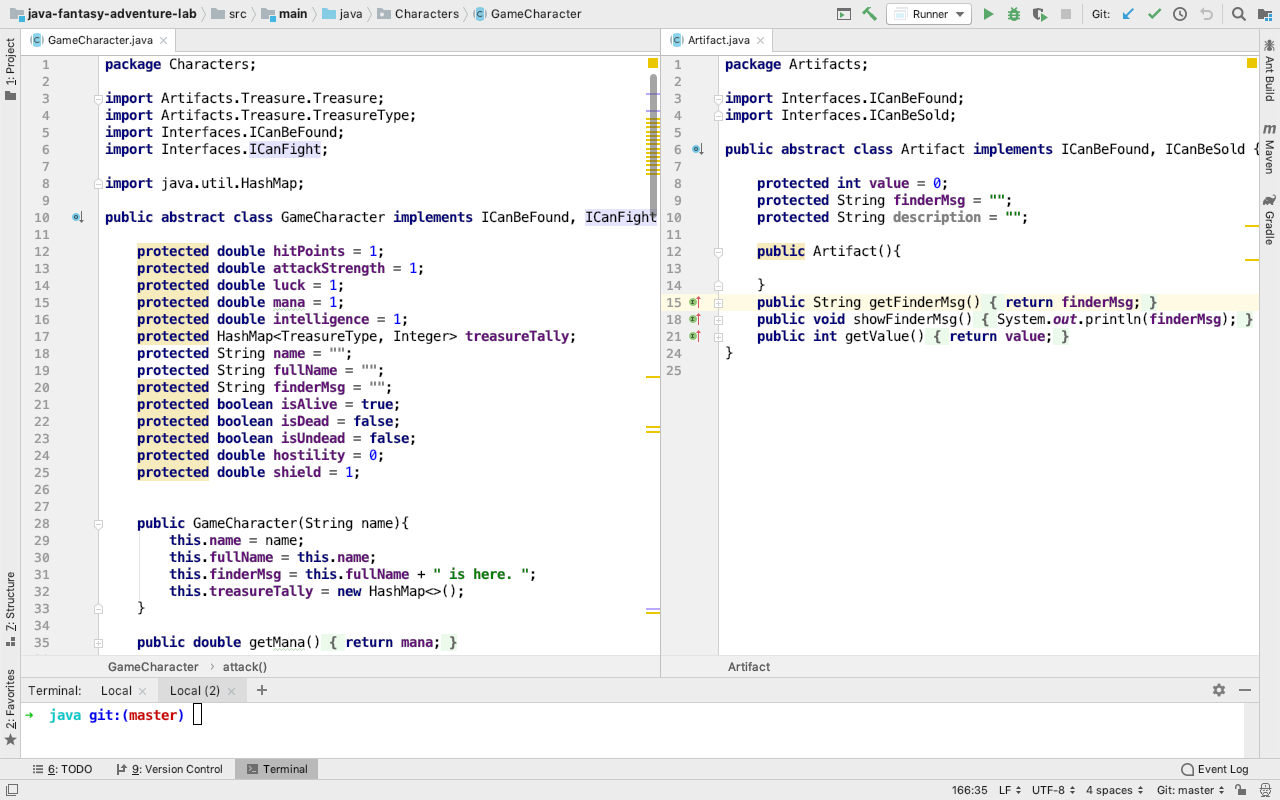 java-fantasy-adventure-lab src main java Characters GameCharacter Runner Git:
GameCharacter.java
Artifact.java
1: Project
Z: Structure
2: Favorites
1 package Characters;
2
3 import Artifacts.Treasure.Treasure;
4 import Artifacts.Treasure.TreasureType;
5 import Interfaces.ICanBeFound;
6 import Interfaces.ICanFight;
7
8 import java.util.HashMap;
9
10 public abstract class GameCharacter implements ICanBeFound, ICanFight
11
12 protected double hitPoints = 1;
13 protected double attackStrength = 1;
14 protected double luck = 1;
15 protected double mana = 1;
16 protected double intelligence = 1;
17 protected HashMap<TreasureType, Integer> treasureTally;
18 protected String name = "";
19 protected String fullName = "";
20 protected String finderMsg = "";
21 protected boolean isAlive = true;
22 protected boolean isDead = false;
23 protected boolean isUndead = false;
24 protected double hostility = 0;
25 protected double shield = 1;
26
27
28 public GameCharacter(String name){
29 this.name = name;
30 this.fullName = this.name;
31 this.finderMsg = this.fullName + " is here. ";
32 this.treasureTally = new HashMap<>();
33 }
34
35 public double getMana() { return mana; }
GameCharacter attack()
1 package Artifacts;
2
3 import Interfaces.ICanBeFound;
4 import Interfaces.ICanBeSold;
5
6 public abstract class Artifact implements ICanBeFound, ICanBeSold {
7
8 protected int value = 0;
9 protected String finderMsg = "";
10 protected String description = "";
11
12 public Artifact(){
13
14 }
15 public String getFinderMsg() { return finderMsg; }
18 public void showFinderMsg() { System.out.println(finderMsg); }
21 public int getValue() { return value; }
24 }
25
Artifact
Ant Build
m Maven
Gradle
Terminal: Local Local (2)
→ java git:(master)
6: TODO 9: Version Control Terminal Event Log
166:35 LF UTF-8 4 spaces Git: master